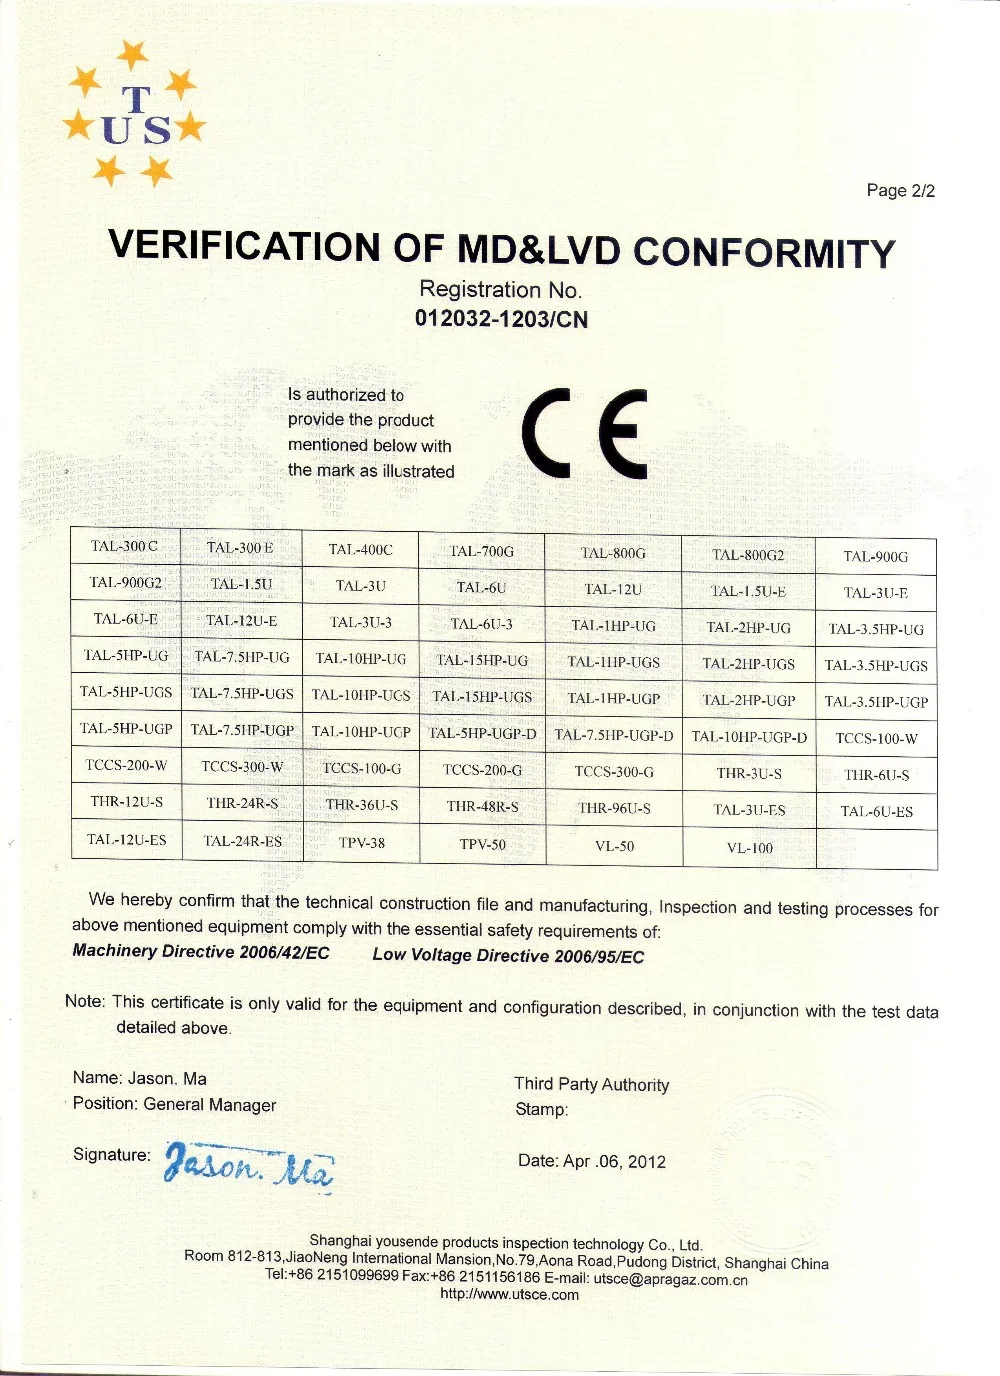 T
US
Page 2/2
VERIFICATION OF MD&LVD CONFORMITY
Registration No.
012032-1203/CN
Is authorized to
provide the product
mentioned below with
the mark as illustrated
CE
TAL-300 C TAL-300 E TAL-400C TAL-700G TAL-800G TAL-800G2 TAL-900G
TAL-900G2 TAL-1.5U TAL-3U TAL-6U TAL-12U TAL-1.5U-E TAL-3U-E
TAL-6U-E TAL-12U-E TAL-3U-3 TAL-6U-3 TAL-1HP-UG TAL-2HP-UG TAL-3.5HP-UG
TAL-5HP-UG TAL-7.5HP-UG TAL-10HP-UG TAL-15HP-UG TAL-1HP-UGS TAL-2HP-UGS TAL-3.5HP-UGS
TAL-5HP-UGS TAL-7.5HP-UGS TAL-10HP-UGS TAL-15HP-UGS TAL-1HP-UGP TAL-2HP-UGP TAL-3.5HP-UGP
TAL-5HP-UGP TAL-7.5HP-UGP TAL-10HP-UGP TAL-5HP-UGP-D TAL-7.5HP-UGP-D TAL-10HP-UGP-D TCCS-100-W
TCCS-200-W TCCS-300-W TCCS-100-G TCCS-200-G TCCS-300-G THR-3U-S THR-6U-S
THR-12U-S THR-24R-S THR-36U-S THR-48R-S THR-96U-S TAL-3U-ES TAL-6U-ES
TAL-12U-ES TAL-24R-ES TPV-38 TPV-50 VL-50 VL-100
We hereby confirm that the technical construction file and manufacturing, Inspection and testing processes for
above mentioned equipment comply with the essential safety requirements of:
Machinery Directive 2006/42/EC Low Voltage Directive 2006/95/EC
Note: This certificate is only valid for the equipment and configuration described, in conjunction with the test data
detailed above.
Name: Jason. Ma
Position: General Manager
Third Party Authority
Stamp:
Signature: Jason. Ma
Date: Apr .06, 2012
Shanghai yousende products inspection technology Co., Ltd.
Room 812-813,JiaoNeng International Mansion,No.79,Aona Road,Pudong District, Shanghai China
Tel:+86 2151099699 Fax:+86 2151156186 E-mail: utsce@apragaz.com.cn
http://www.utsce.com